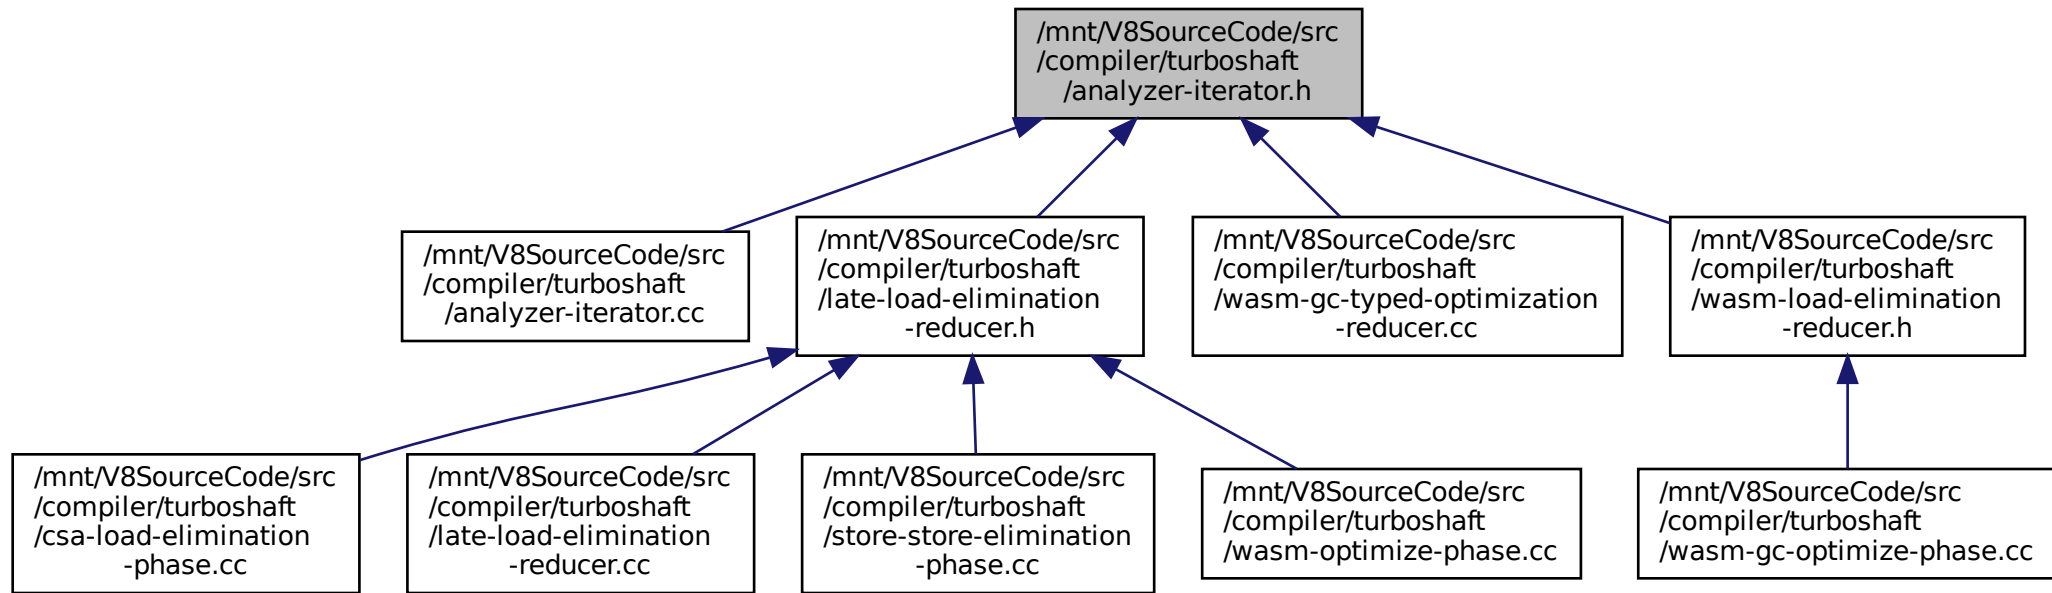 /mnt/V8SourceCode/src
/compiler/turboshaft
/analyzer-iterator.h
/mnt/V8SourceCode/src
/compiler/turboshaft
/analyzer-iterator.cc
/mnt/V8SourceCode/src
/compiler/turboshaft
/late-load-elimination
-reducer.h
/mnt/V8SourceCode/src
/compiler/turboshaft
/wasm-gc-typed-optimization
-reducer.cc
/mnt/V8SourceCode/src
/compiler/turboshaft
/wasm-load-elimination
-reducer.h
/mnt/V8SourceCode/src
/compiler/turboshaft
/csa-load-elimination
-phase.cc
/mnt/V8SourceCode/src
/compiler/turboshaft
/late-load-elimination
-reducer.cc
/mnt/V8SourceCode/src
/compiler/turboshaft
/store-store-elimination
-phase.cc
/mnt/V8SourceCode/src
/compiler/turboshaft
/wasm-optimize-phase.cc
/mnt/V8SourceCode/src
/compiler/turboshaft
/wasm-gc-optimize-phase.cc